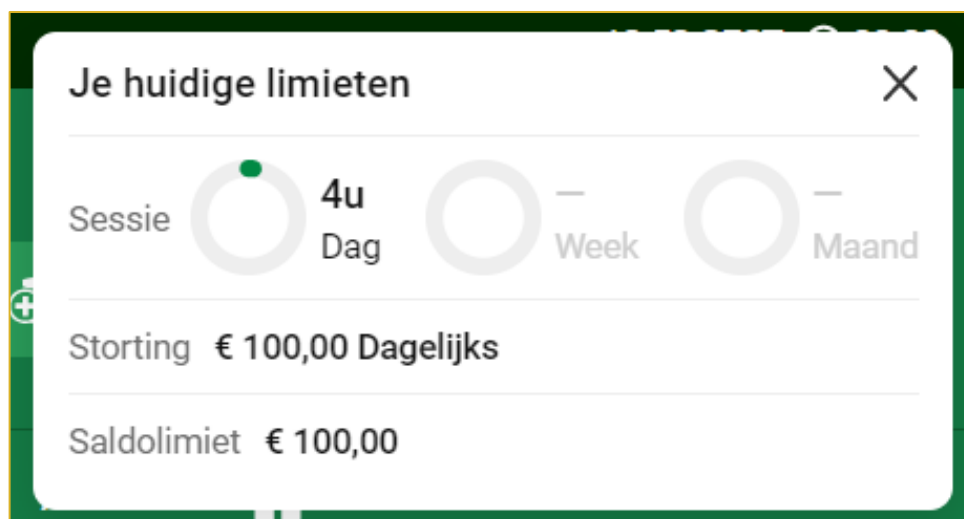 Je huidige limieten
Sessie 4u Dag — Week — Maand
Storting € 100,00 Dagelijks
Saldolimiet € 100,00